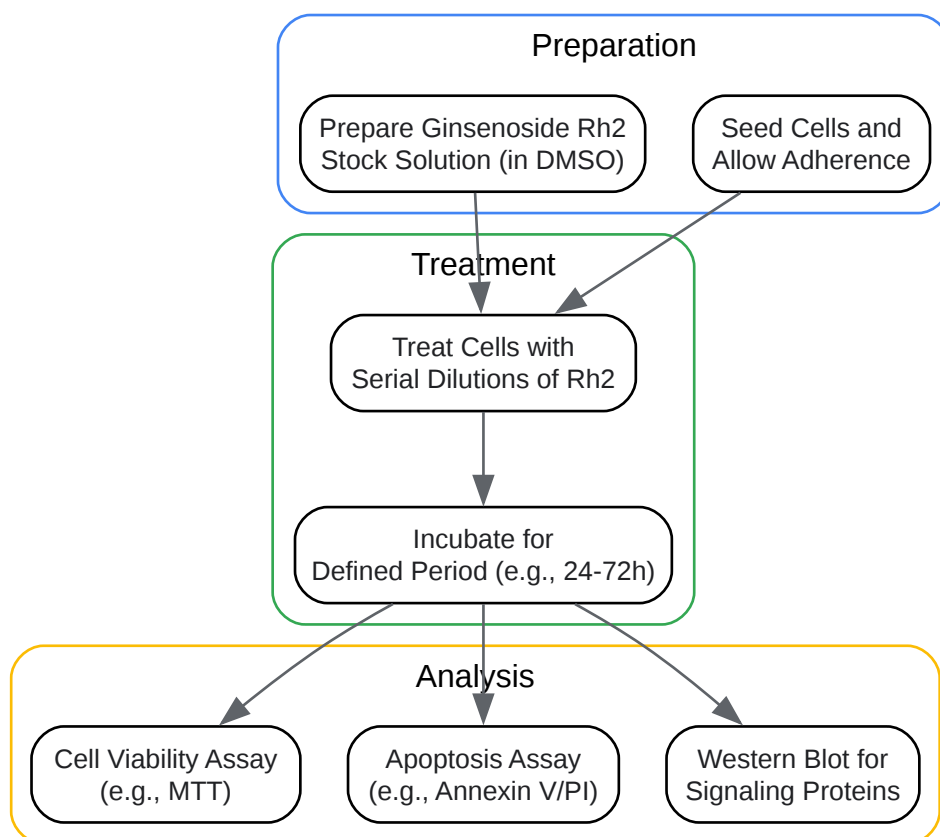 Preparation
Prepare Ginsenoside Rh2
Stock Solution (in DMSO)
Seed Cells and
Allow Adherence
Treatment
Treat Cells with
Serial Dilutions of Rh2
Incubate for
Defined Period (e.g., 24-72h)
Analysis
Cell Viability Assay
(e.g., MTT)
Apoptosis Assay
(e.g., Annexin V/PI)
Western Blot for
Signaling Proteins